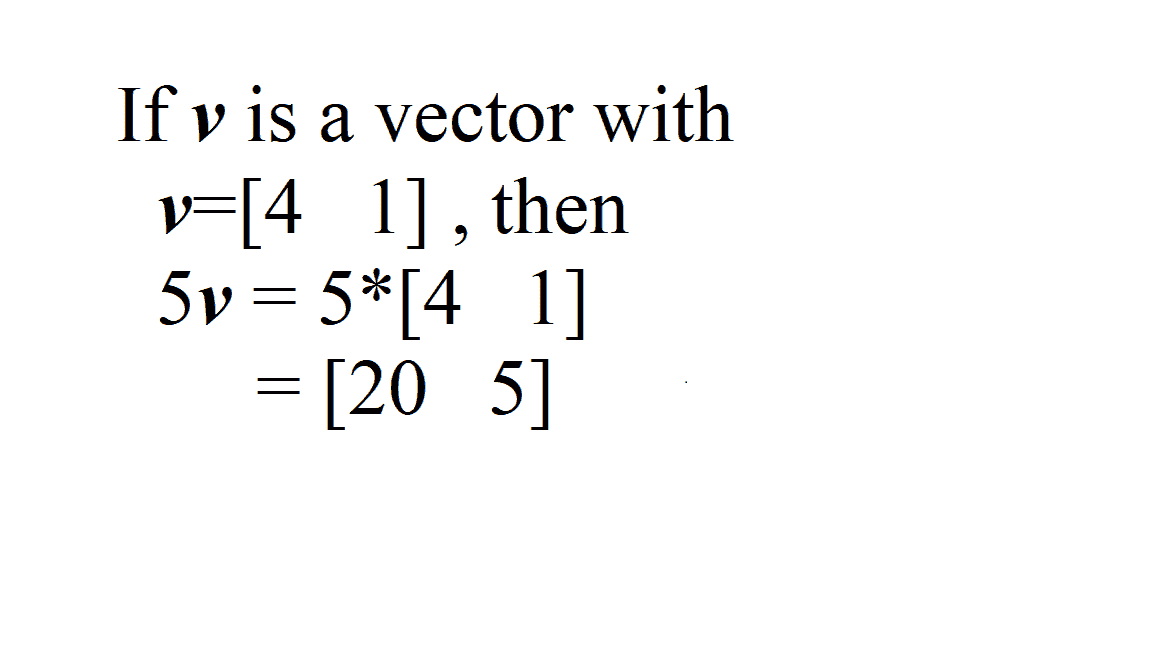 If v is a vector with
v=[4 1] , then
5v = 5*[4 1]
= [20 5]